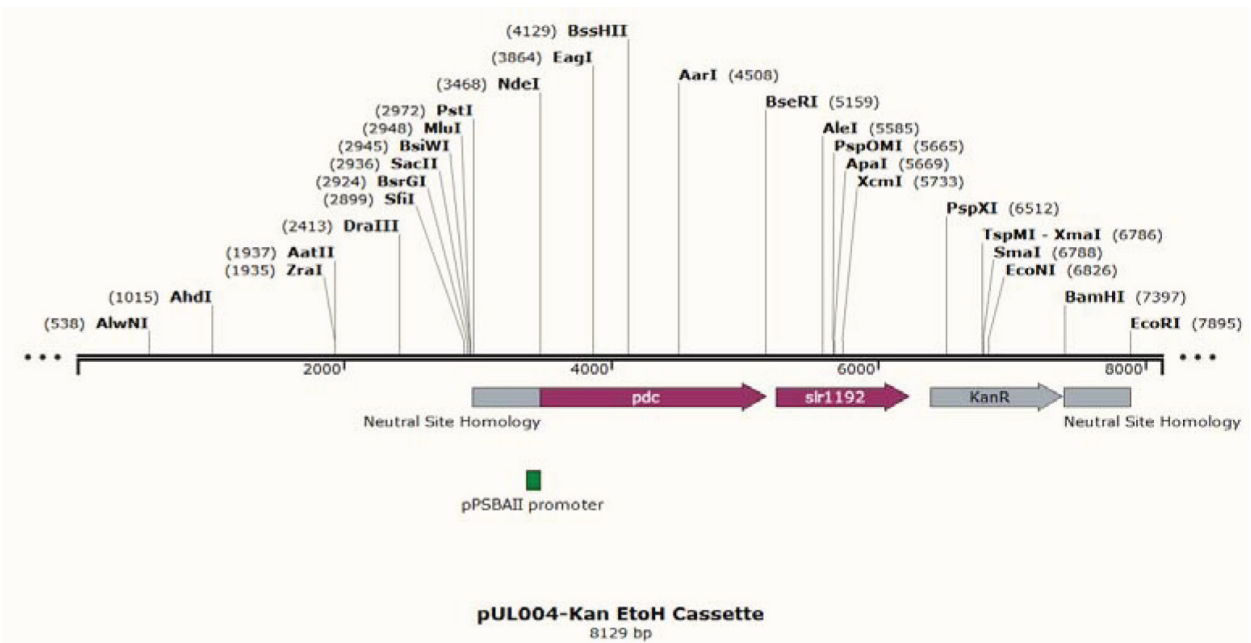 (4129) BssHII
(3864) EagI
(3468) NdeI
AarI (4508)
(2972) PstI
BseRI (5159)
(2948) MluI
AleI (5585)
(2945) BsiWI
PspOMI (5665)
(2936) SacII
ApaI (5669)
(2924) BsrGI
XcmI (5733)
(2899) SfiI
PspXI (6512)
(2413) DraIII
TspMI - XmaI (6786)
(1937) AatII
SmaI (6788)
(1935) ZraI
EcoNI (6826)
(1015) AhdI
BamHI (7397)
(538) AlwNI
EcoRI (7895)
2000 4000 6000 8000
pdc slr1192 KanR
Neutral Site Homology Neutral Site Homology
pPSBAII promoter
pUL004-Kan EtoH Cassette
8129 bp